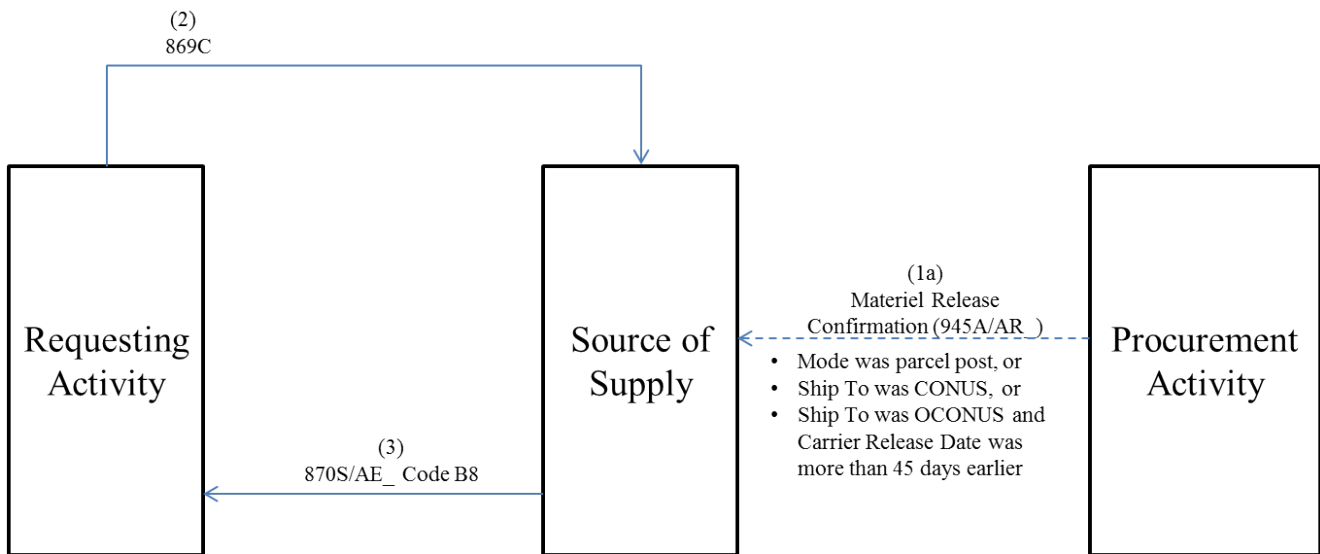 (2)
869C
Requesting
Activity
Source of
Supply
(1a)
Materiel Release
Confirmation (945A/AR_)
• Mode was parcel post, or
• Ship To was CONUS, or
• Ship To was OCONUS and
Carrier Release Date was
more than 45 days earlier
Procurement
Activity
(3)
870S/AE_ Code B8